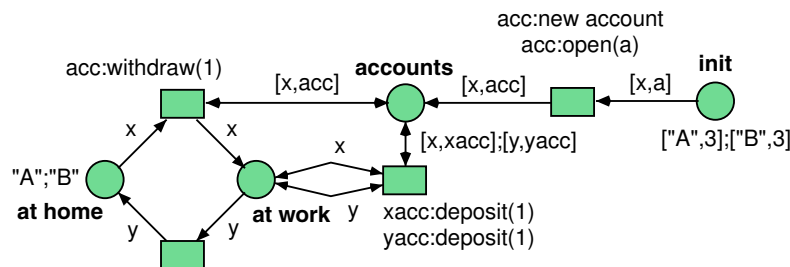 acc:new account
acc:open(a)
init
acc:withdraw(1)
accounts
[x,acc]
[x,acc]
[x,a]
x
x
[x,xacc];[y,yacc]
["A",3];["B",3]
x
"A";"B"
at home
at work
y
xacc:deposit(1)
y
y
yacc:deposit(1)